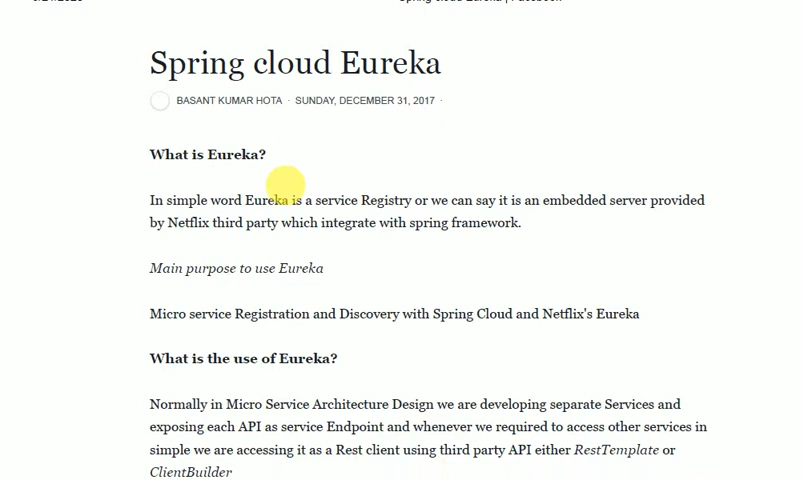 Spring cloud Eureka
BASANT KUMAR HOTA · SUNDAY, DECEMBER 31, 2017 ·
What is Eureka?
In simple word Eureka is a service Registry or we can say it is an embedded server provided
by Netflix third party which integrate with spring framework.
Main purpose to use Eureka
Micro service Registration and Discovery with Spring Cloud and Netflix's Eureka
What is the use of Eureka?
Normally in Micro Service Architecture Design we are developing separate Services and
exposing each API as service Endpoint and whenever we required to access other services in
simple we are accessing it as a Rest client using third party API either RestTemplate or
ClientBuilder